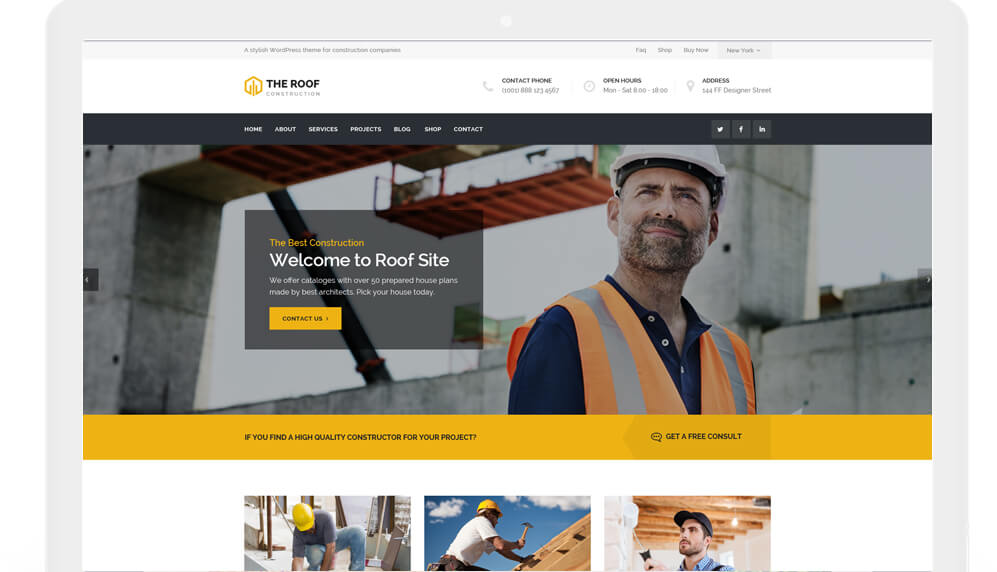 A stylish WordPress theme for construction companies
Faq Shop Buy Now New York
THE ROOF
CONSTRUCTION
CONTACT PHONE
(1001) 888 123 4567
OPEN HOURS
Mon - Sat 8:00 - 18:00
ADDRESS
144 FF Designer Street
HOME ABOUT SERVICES PROJECTS BLOG SHOP CONTACT
The Best Construction
Welcome to Roof Site
We offer cataloges with over 50 prepared house plans
made by best architects. Pick your house today.
CONTACT US
IF YOU FIND A HIGH QUALITY CONSTRUCTOR FOR YOUR PROJECT?
GET A FREE CONSULT